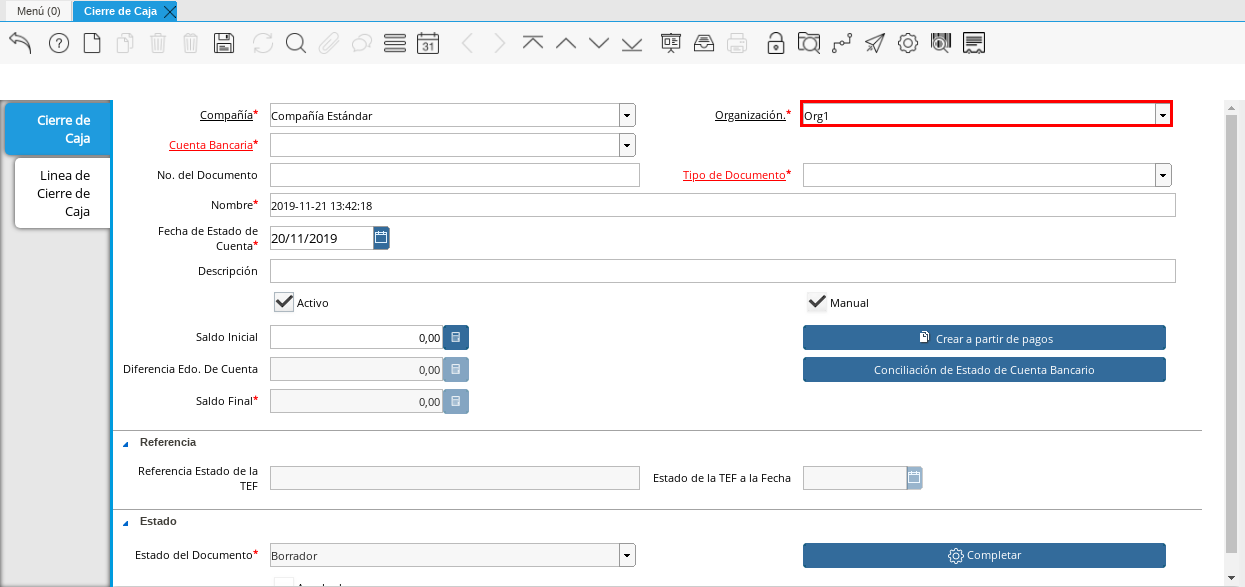 Menú (0)
Cierre de Caja
31
Cierre de
Caja
Linea de
Cierre de
Caja
Compañía*
Compañía Estándar
Organización.*
Org1
Cuenta Bancaria*
No. del Documento
Tipo de Documento*
Nombre*
2019-11-21 13:42:18
Fecha de Estado de
Cuenta*
20/11/2019
Descripción
Activo
Manual
Saldo Inicial
0,00
Crear a partir de pagos
Diferencia Edo. De Cuenta
0,00
Conciliación de Estado de Cuenta Bancario
Saldo Final*
0,00
Referencia
Referencia Estado de la
TEF
Estado de la TEF a la Fecha
Estado
Estado del Documento*
Borrador
Completar